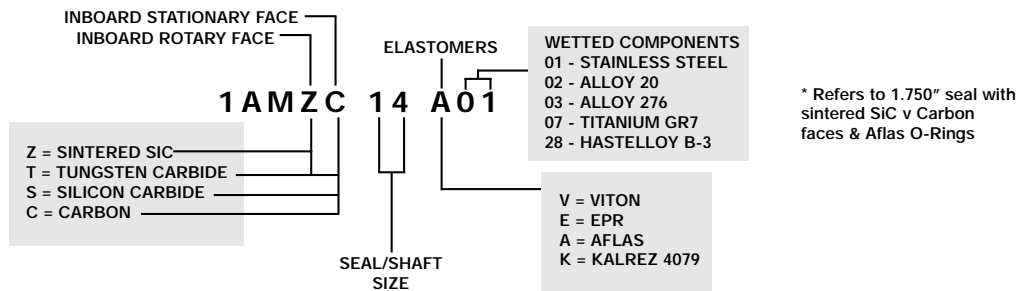 INBOARD STATIONARY FACE
INBOARD ROTARY FACE
ELASTOMERS
WETTED COMPONENTS
01 - STAINLESS STEEL
02 - ALLOY 20
03 - ALLOY 276
07 - TITANIUM GR7
28 - HASTELLOY B-3
1AMZC 14 A01
* Refers to 1.750" seal with
sintered SiC v Carbon
faces & Aflas O-Rings
Z = SINTERED SIC
T = TUNGSTEN CARBIDE
S = SILICON CARBIDE
C = CARBON
SEAL/SHAFT
SIZE
V = VITON
E = EPR
A = AFLAS
K = KALREZ 4079